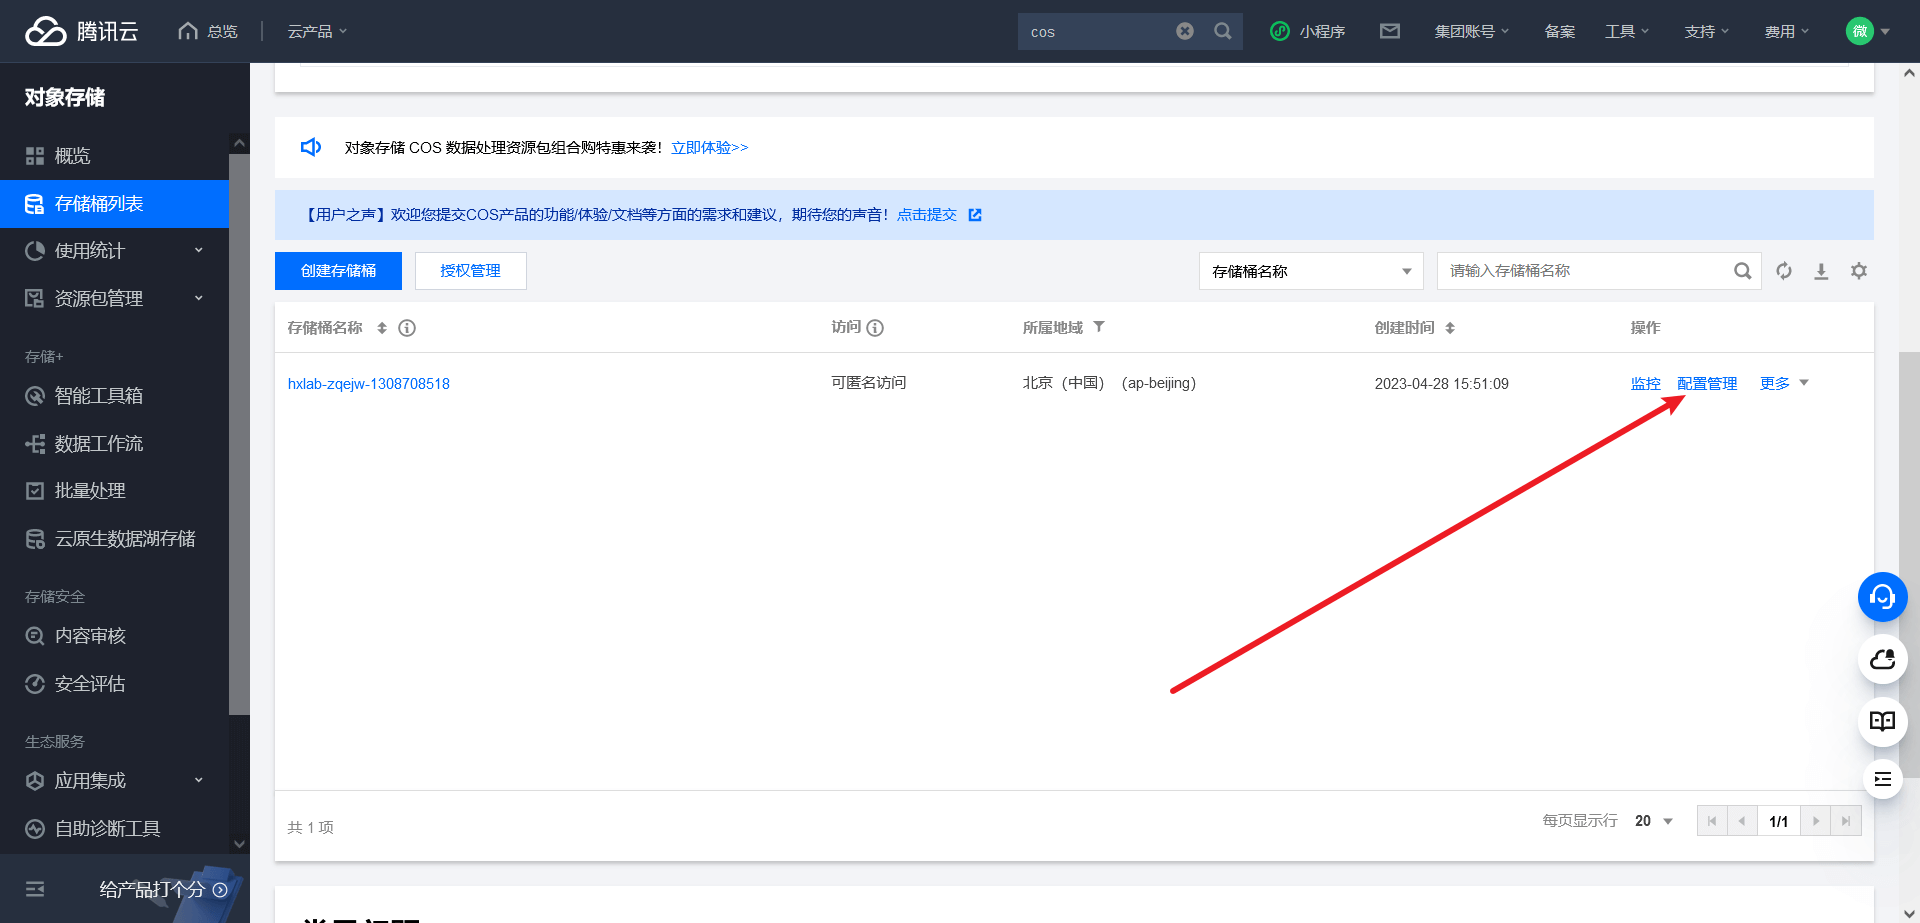 腾讯云
总览
云产品
cos
小程序
集团账号
备案
工具
支持
费用
微
对象存储
概览
存储桶列表
使用统计
资源包管理
存储+
智能工具箱
数据工作流
批量处理
云原生数据湖存储
存储安全
内容审核
安全评估
生态服务
应用集成
自助诊断工具
给产品打个分
对象存储 COS 数据处理资源包组合购特惠来袭！立即体验>>
【用户之声】欢迎您提交COS产品的功能/体验/文档等方面的需求和建议，期待您的声音！点击提交
创建存储桶
授权管理
存储桶名称
请输入存储桶名称
存储桶名称 访问 所属地域 创建时间 操作
hxlab-zqejw-1308708518 可匿名访问 北京（中国）（ap-beijing） 2023-04-28 15:51:09 监控 配置管理 更多
共 1 项
每页显示行 20 1/1